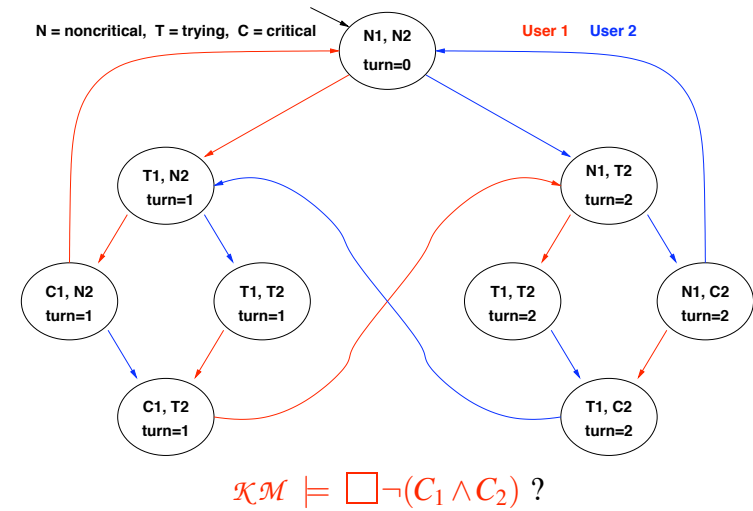 N = noncritical, T = trying, C = critical
User 1 User 2
N1, N2
turn=0
T1, N2
turn=1
N1, T2
turn=2
C1, N2
turn=1
T1, T2
turn=1
T1, T2
turn=2
N1, C2
turn=2
C1, T2
turn=1
T1, C2
turn=2
𝒦ℳ ⊨ □¬(C₁ ∧ C₂) ?